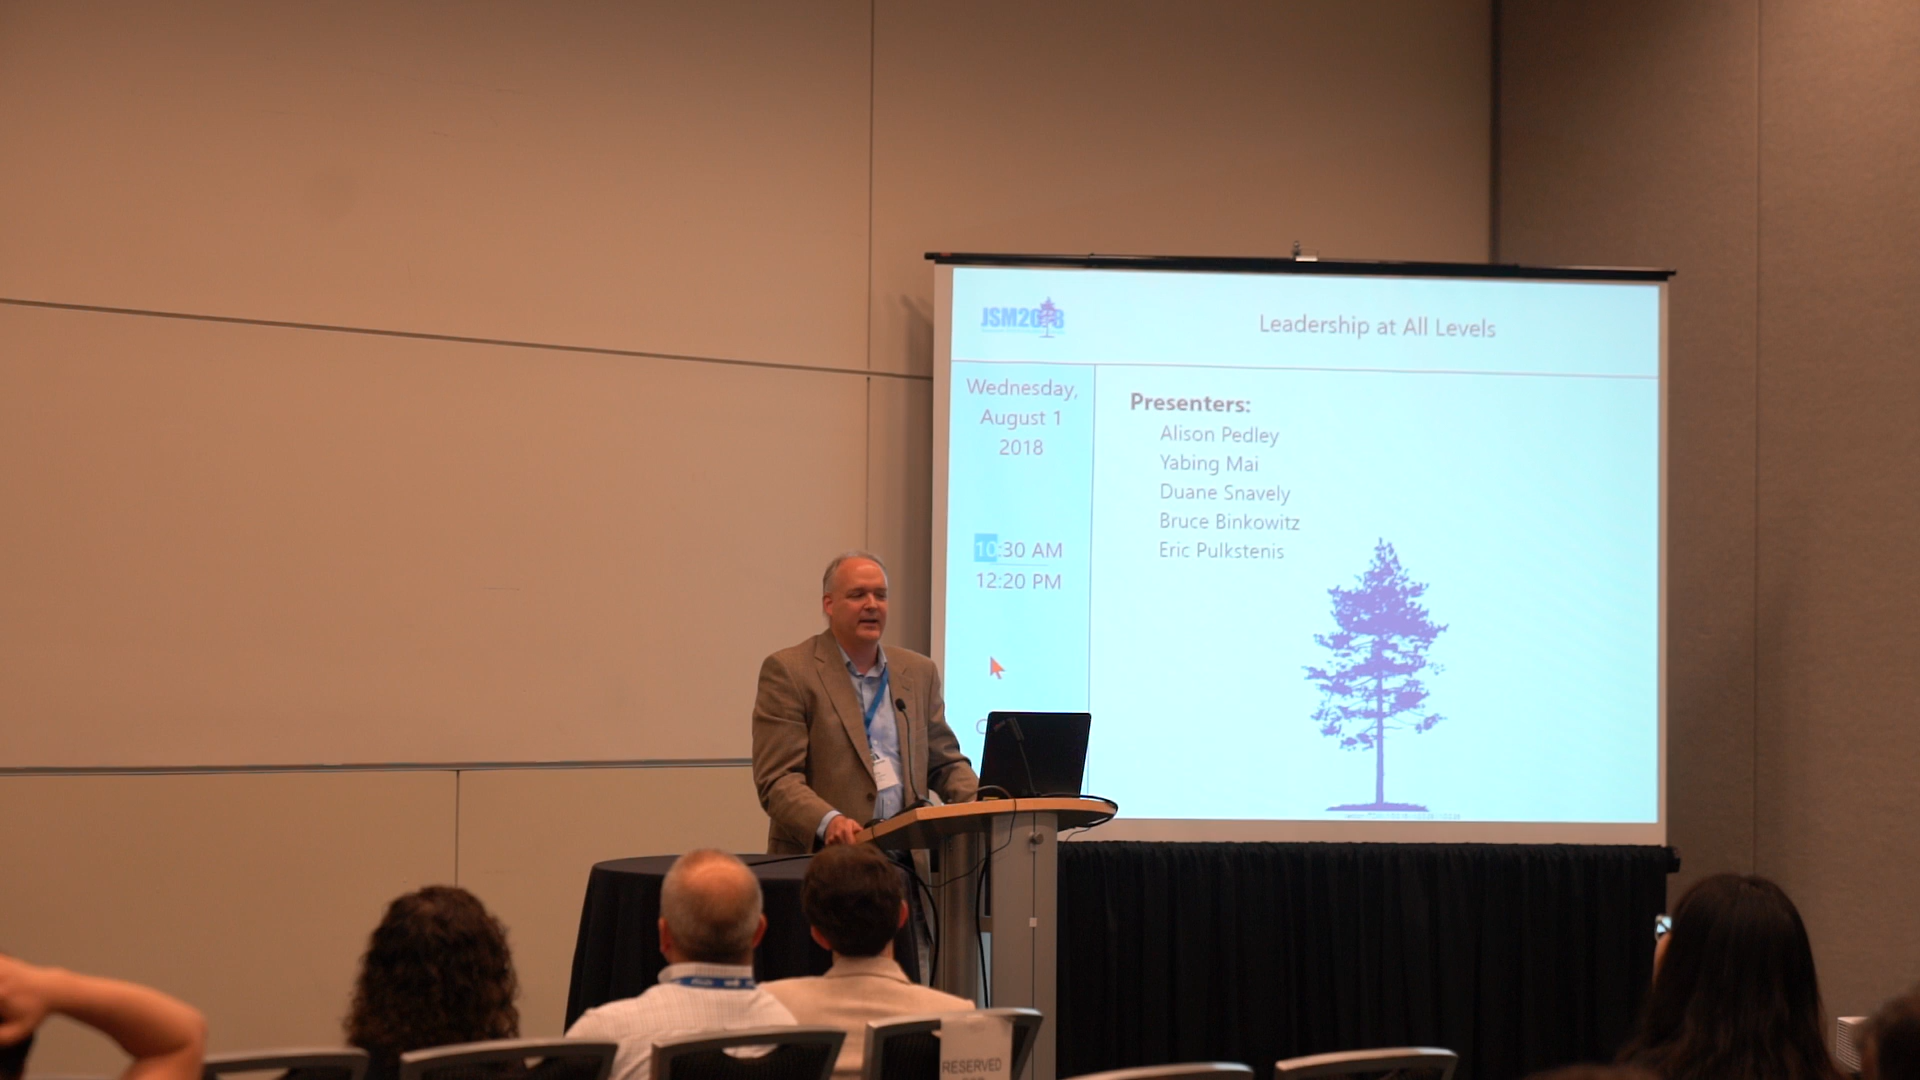 JSM2018
Leadership at All Levels
Wednesday,
August 1
2018
10:30 AM
12:20 PM
Presenters:
Alison Pedley
Yabing Mai
Duane Snavely
Bruce Binkowitz
Eric Pulkstenis
RESERVED